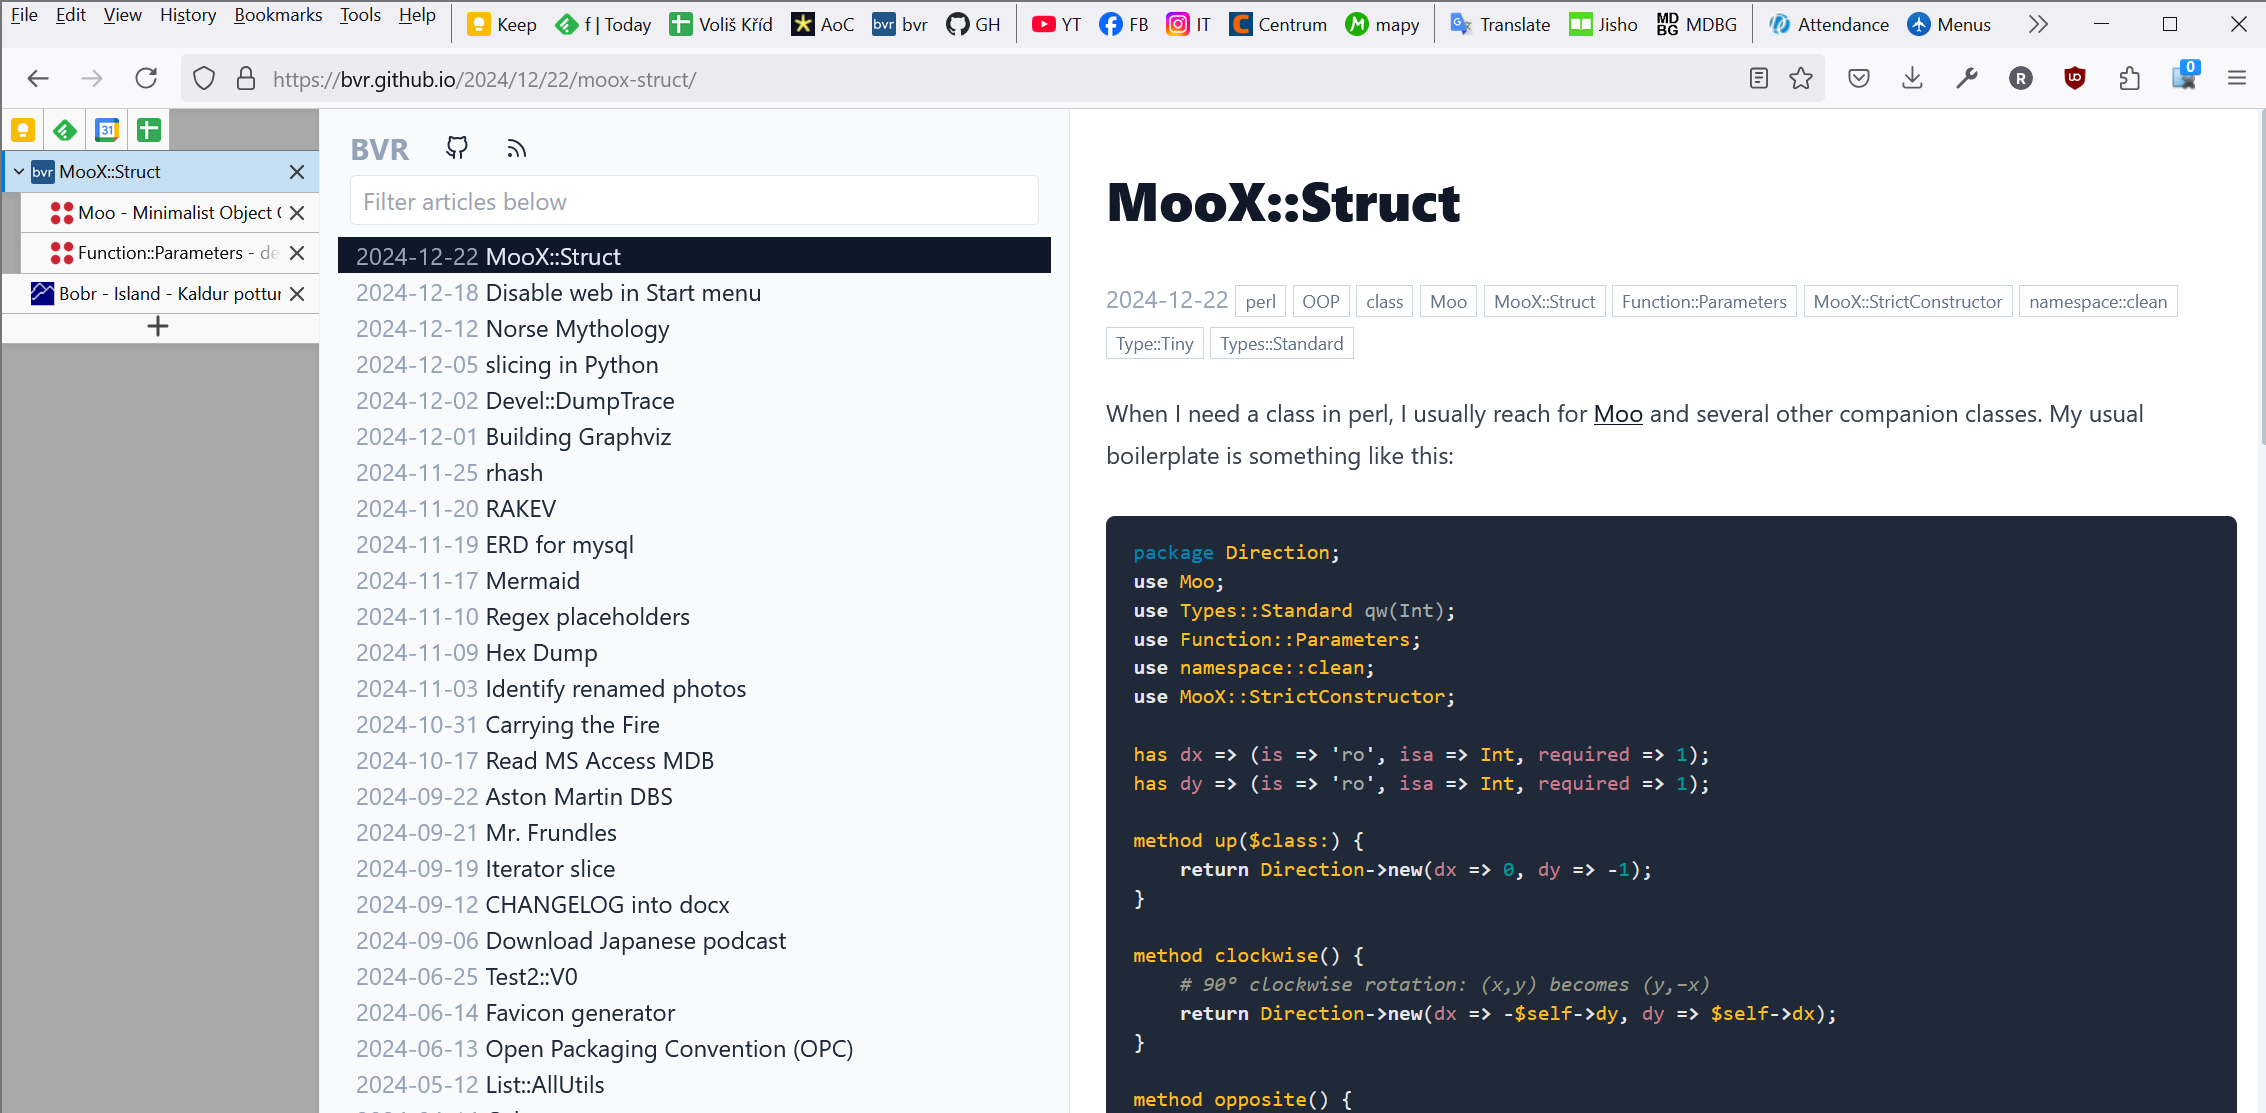 File Edit View History Bookmarks Tools Help Keep f | Today Voliš Kříd AoC bvr bvr GH YT FB IT Centrum mapy Translate Jisho MD BG MDBG Attendance Menus
https://bvr.github.io/2024/12/22/moox-struct/
R
0
31
bvr MooX::Struct
Moo - Minimalist Object
Function::Parameters - de
Bobr - Island - Kaldur pottur
BVR
Filter articles below
2024-12-22 MooX::Struct
2024-12-18 Disable web in Start menu
2024-12-12 Norse Mythology
2024-12-05 slicing in Python
2024-12-02 Devel::DumpTrace
2024-12-01 Building Graphviz
2024-11-25 rhash
2024-11-20 RAKEV
2024-11-19 ERD for mysql
2024-11-17 Mermaid
2024-11-10 Regex placeholders
2024-11-09 Hex Dump
2024-11-03 Identify renamed photos
2024-10-31 Carrying the Fire
2024-10-17 Read MS Access MDB
2024-09-22 Aston Martin DBS
2024-09-21 Mr. Frundles
2024-09-19 Iterator slice
2024-09-12 CHANGELOG into docx
2024-09-06 Download Japanese podcast
2024-06-25 Test2::V0
2024-06-14 Favicon generator
2024-06-13 Open Packaging Convention (OPC)
2024-05-12 List::AllUtils
MooX::Struct
2024-12-22 perl OOP class Moo MooX::Struct Function::Parameters MooX::StrictConstructor namespace::clean
Type::Tiny Types::Standard
When I need a class in perl, I usually reach for Moo and several other companion classes. My usual
boilerplate is something like this:
package Direction;
use Moo;
use Types::Standard qw(Int);
use Function::Parameters;
use namespace::clean;
use MooX::StrictConstructor;
has dx => (is => 'ro', isa => Int, required => 1);
has dy => (is => 'ro', isa => Int, required => 1);
method up($class:) {
return Direction->new(dx => 0, dy => -1);
}
method clockwise() {
# 90° clockwise rotation: (x,y) becomes (y,−x)
return Direction->new(dx => -$self->dy, dy => $self->dx);
}
method opposite() {